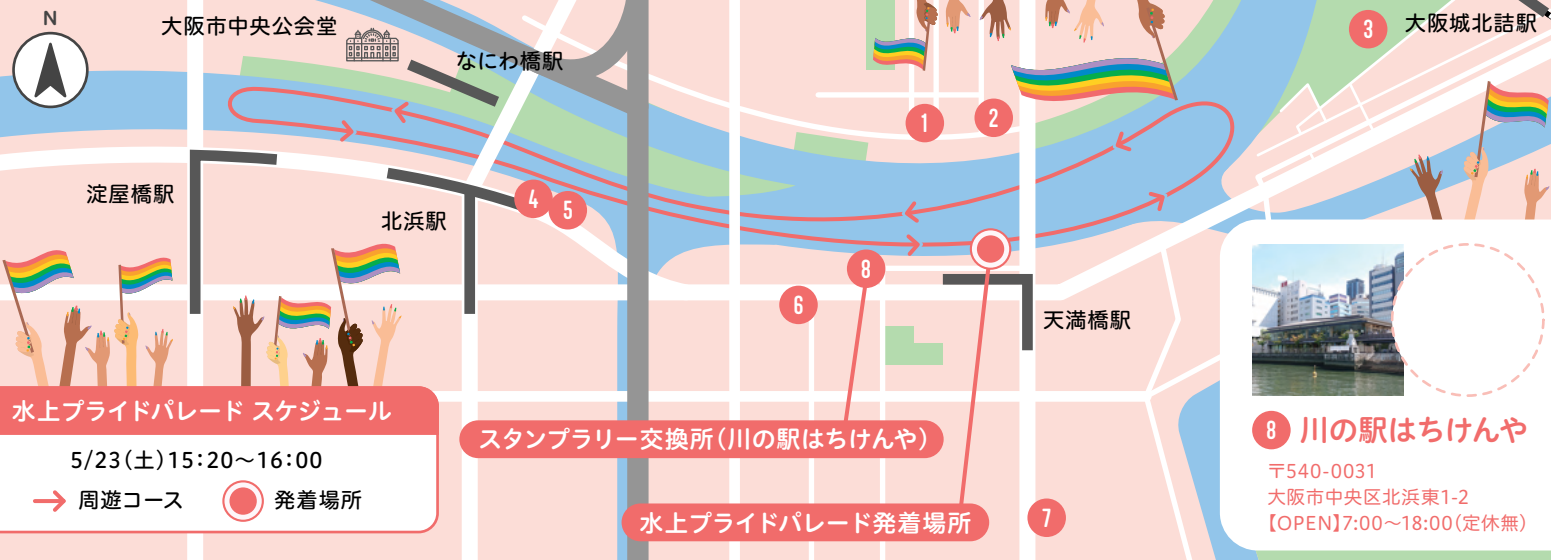 N
大阪市中央公会堂
なにわ橋駅
大阪城北詰駅
3
1
2
淀屋橋駅
北浜駅
4
5
8
6
天満橋駅
水上プライドパレード スケジュール
5/23(土)15:20〜16:00
周遊コース
発着場所
スタンプラリー交換所(川の駅はちけんや)
水上プライドパレード発着場所
7
8 川の駅はちけんや
〒540-0031
大阪市中央区北浜東1-2
【OPEN】7:00〜18:00(定休無)